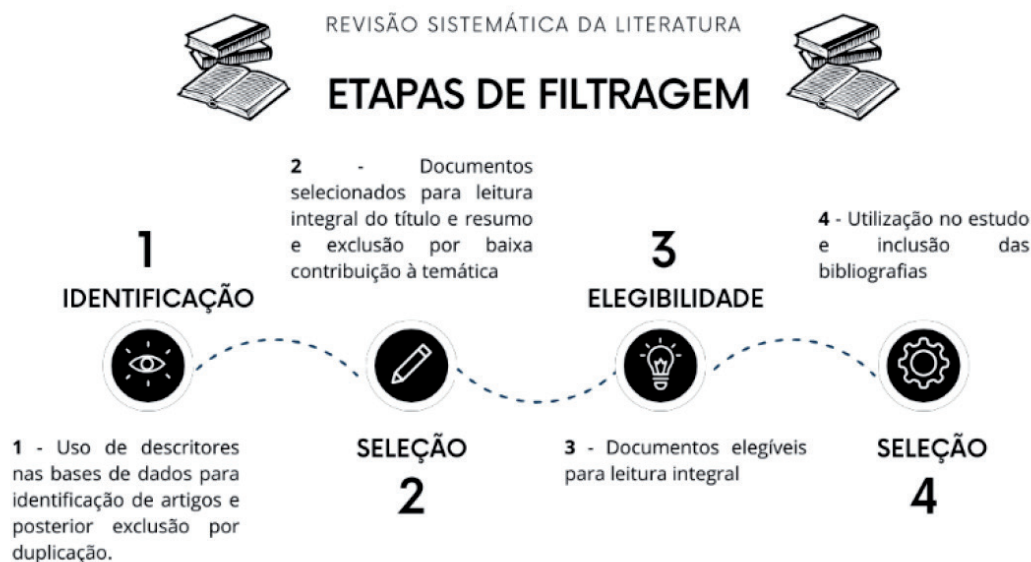 REVISÃO SISTEMÁTICA DA LITERATURA
ETAPAS DE FILTRAGEM
1
IDENTIFICAÇÃO
1 - Uso de descritores
nas bases de dados para
identificação de artigos e
posterior exclusão por
duplicação.
2 - Documentos
selecionados para leitura
integral do título e resumo
e exclusão por baixa
contribuição à temática
SELEÇÃO
2
3
ELEGIBILIDADE
3 - Documentos elegíveis
para leitura integral
4 - Utilização no estudo
e inclusão das
bibliografias
SELEÇÃO
4